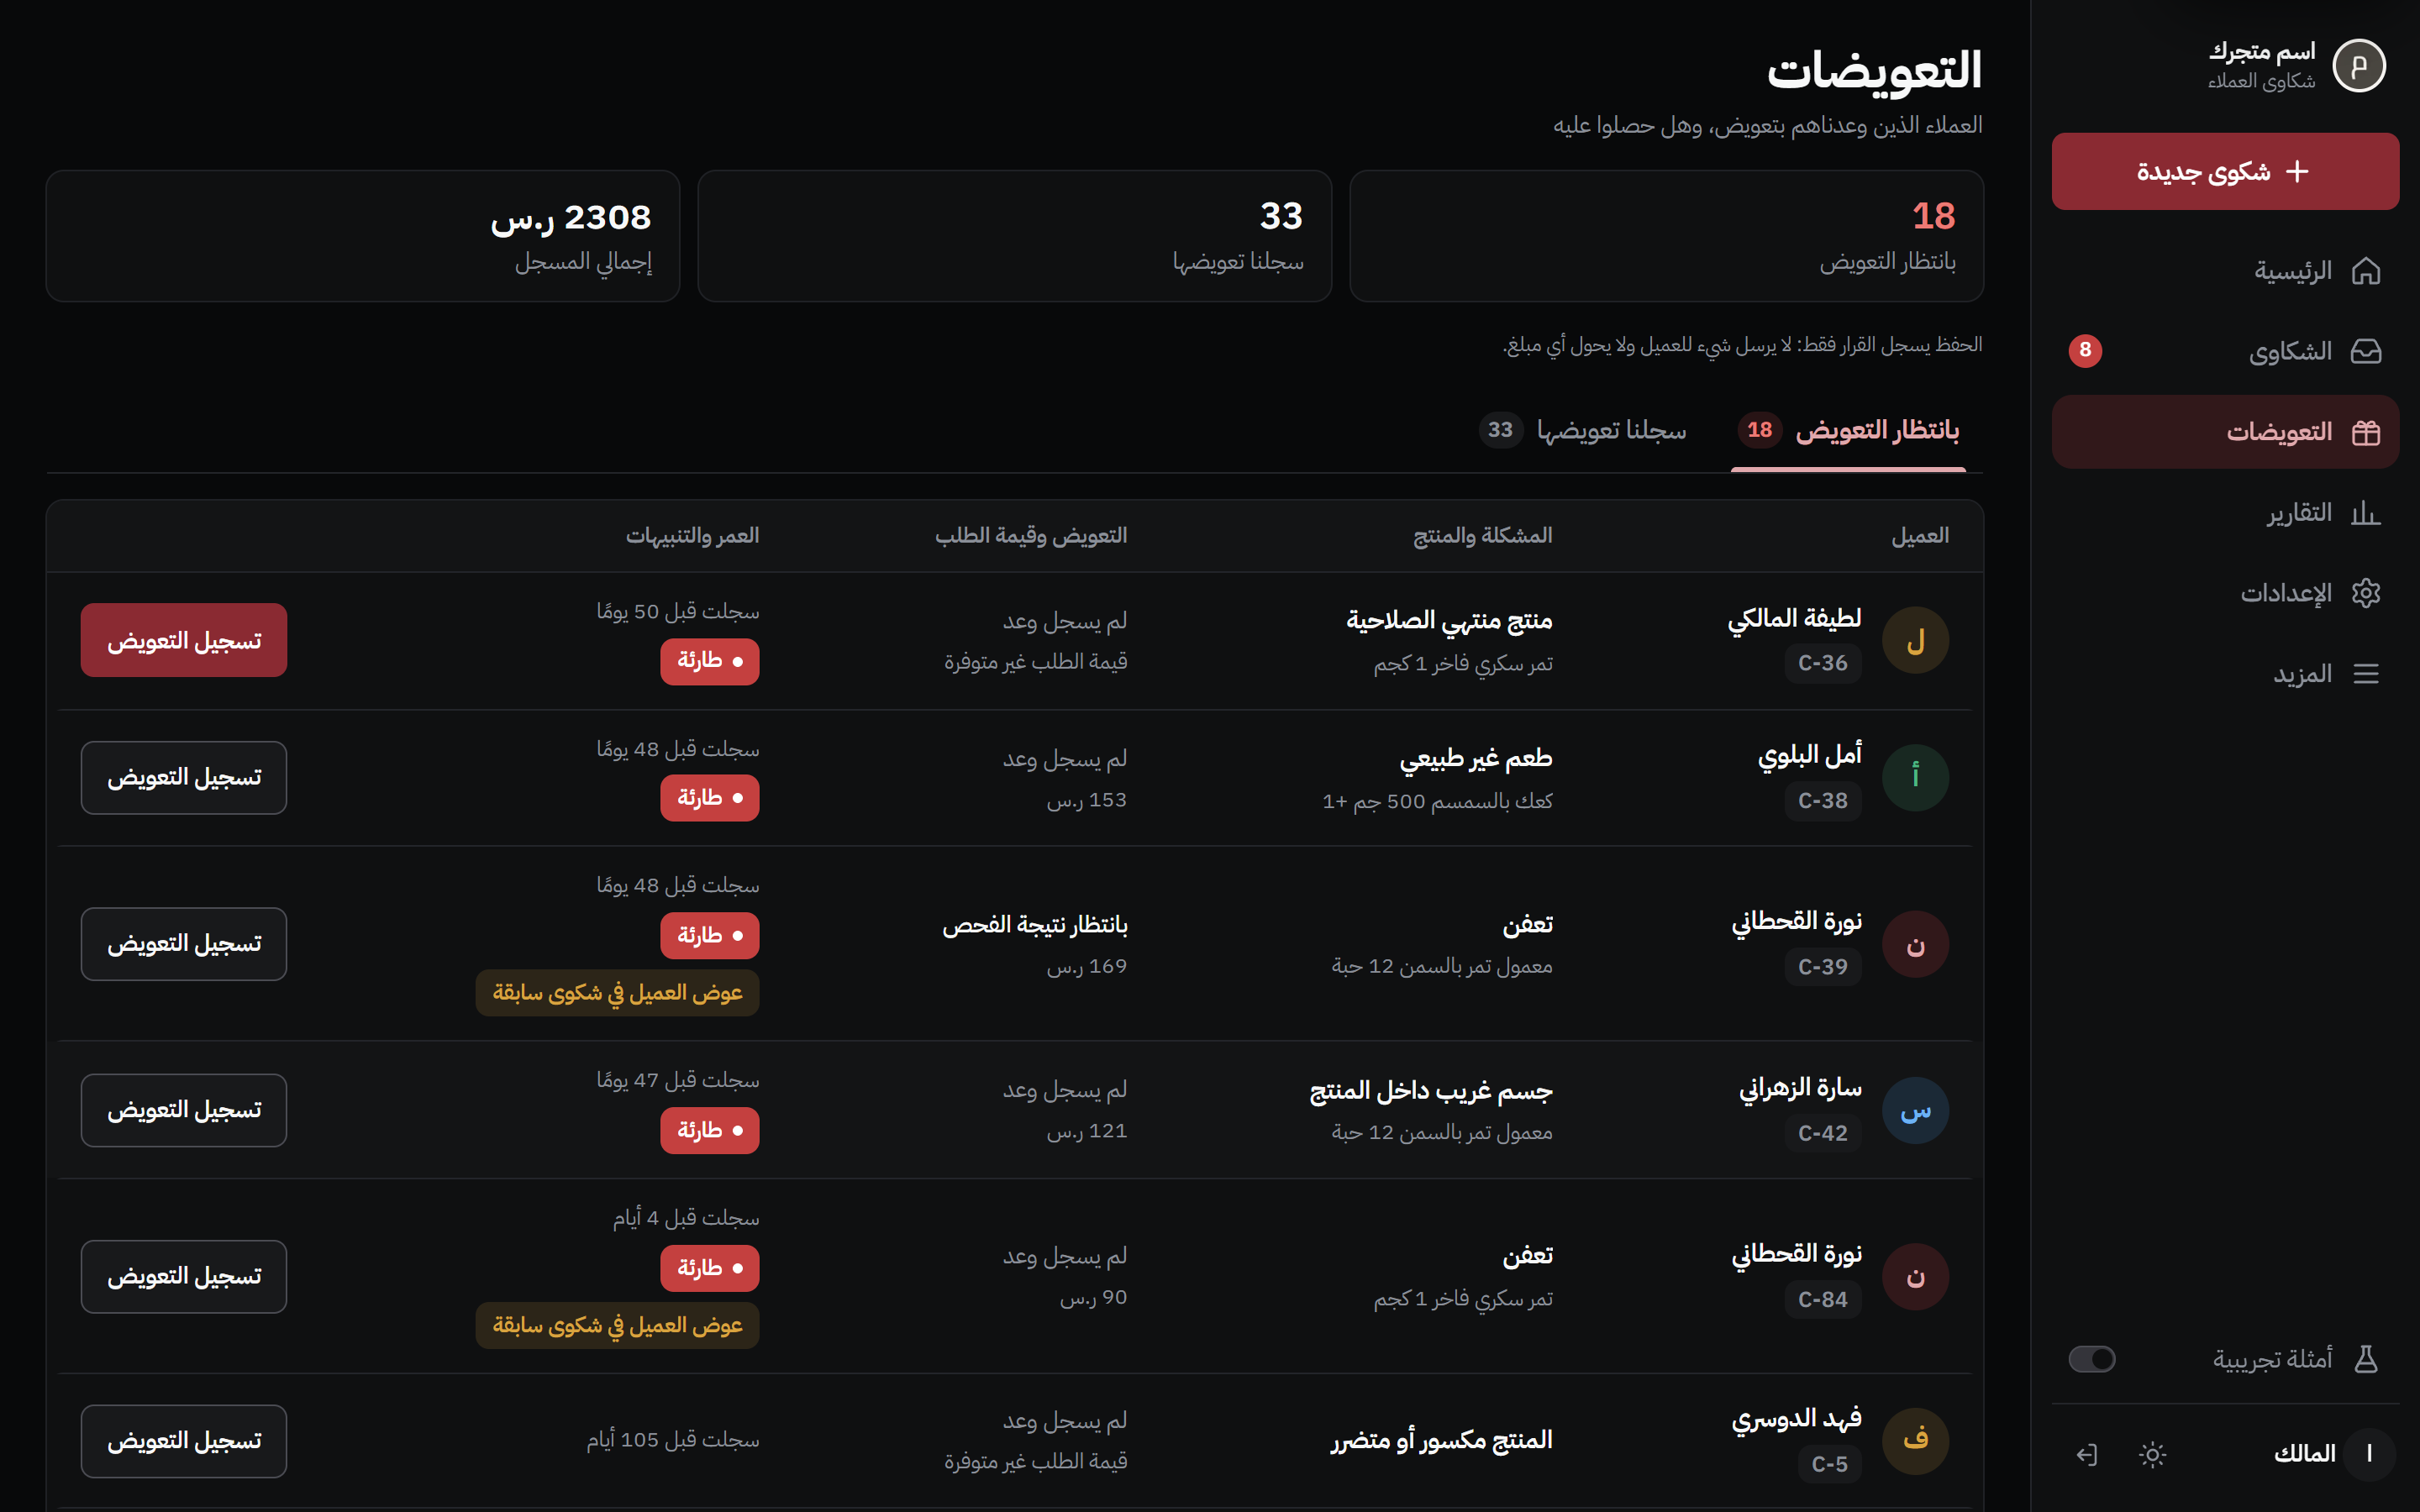 م
اسم متجرك
شكاوى العملاء
شكوى جديدة
الرئيسية
الشكاوى 8
التعويضات
التقارير
الإعدادات
المزيد
أمثلة تجريبية
ا المالك
التعويضات
العملاء الذين وعدناهم بتعويض، وهل حصلوا عليه
18
بانتظار التعويض
33
سجلنا تعويضها
2308 ر.س
إجمالي المسجل
الحفظ يسجل القرار فقط: لا يرسل شيء للعميل ولا يحول أي مبلغ.
بانتظار التعويض 18 سجلنا تعويضها 33
العميل المشكلة والمنتج التعويض وقيمة الطلب العمر والتنبيهات
ل
لطيفة المالكي
C-36
منتج منتهي الصلاحية
تمر سكري فاخر 1 كجم
لم يسجل وعد
قيمة الطلب غير متوفرة
سجلت قبل 50 يومًا
طارئة
تسجيل التعويض
أ
أمل البلوي
C-38
طعم غير طبيعي
كعك بالسمسم 500 جم +1
لم يسجل وعد
153 ر.س
سجلت قبل 48 يومًا
طارئة
تسجيل التعويض
ن
نورة القحطاني
C-39
تعفن
معمول تمر بالسمن 12 حبة
بانتظار نتيجة الفحص
169 ر.س
سجلت قبل 48 يومًا
طارئة
عوض العميل في شكوى سابقة
تسجيل التعويض
س
سارة الزهراني
C-42
جسم غريب داخل المنتج
معمول تمر بالسمن 12 حبة
لم يسجل وعد
121 ر.س
سجلت قبل 47 يومًا
طارئة
تسجيل التعويض
ن
نورة القحطاني
C-84
تعفن
تمر سكري فاخر 1 كجم
لم يسجل وعد
90 ر.س
سجلت قبل 4 أيام
طارئة
عوض العميل في شكوى سابقة
تسجيل التعويض
ف
فهد الدوسري
C-5
المنتج مكسور أو متضرر
لم يسجل وعد
قيمة الطلب غير متوفرة
سجلت قبل 105 أيام
تسجيل التعويض